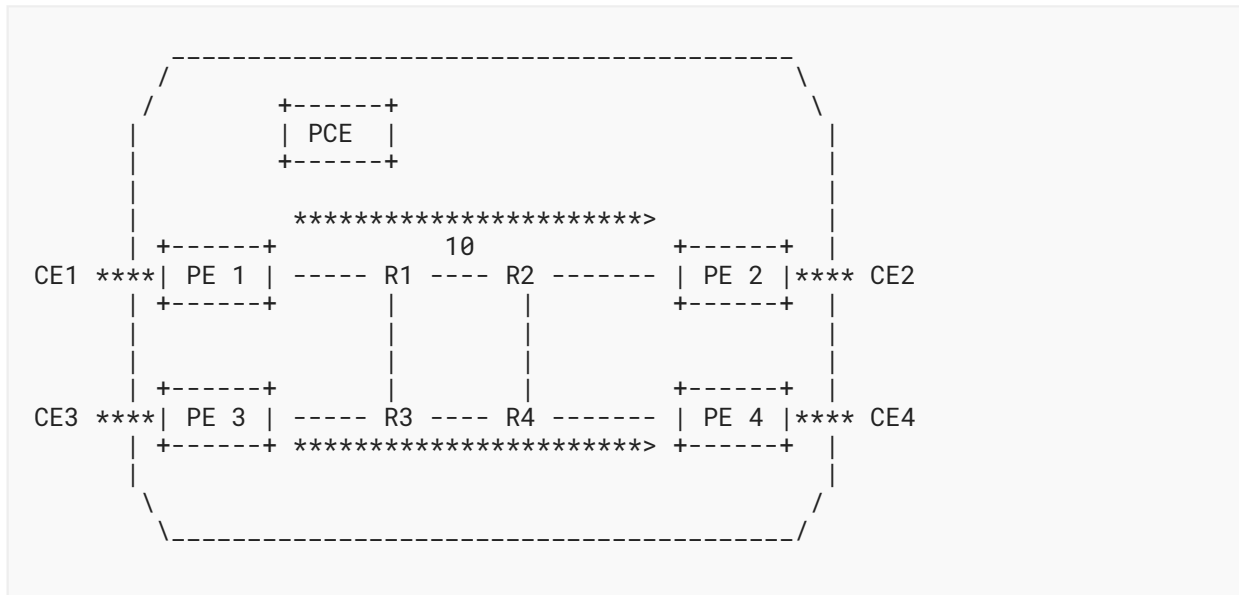 PCE
10
CE1 **** PE 1 ----- R1 ---- R2 ------- PE 2 **** CE2
CE3 **** PE 3 ----- R3 ---- R4 ------- PE 4 **** CE4